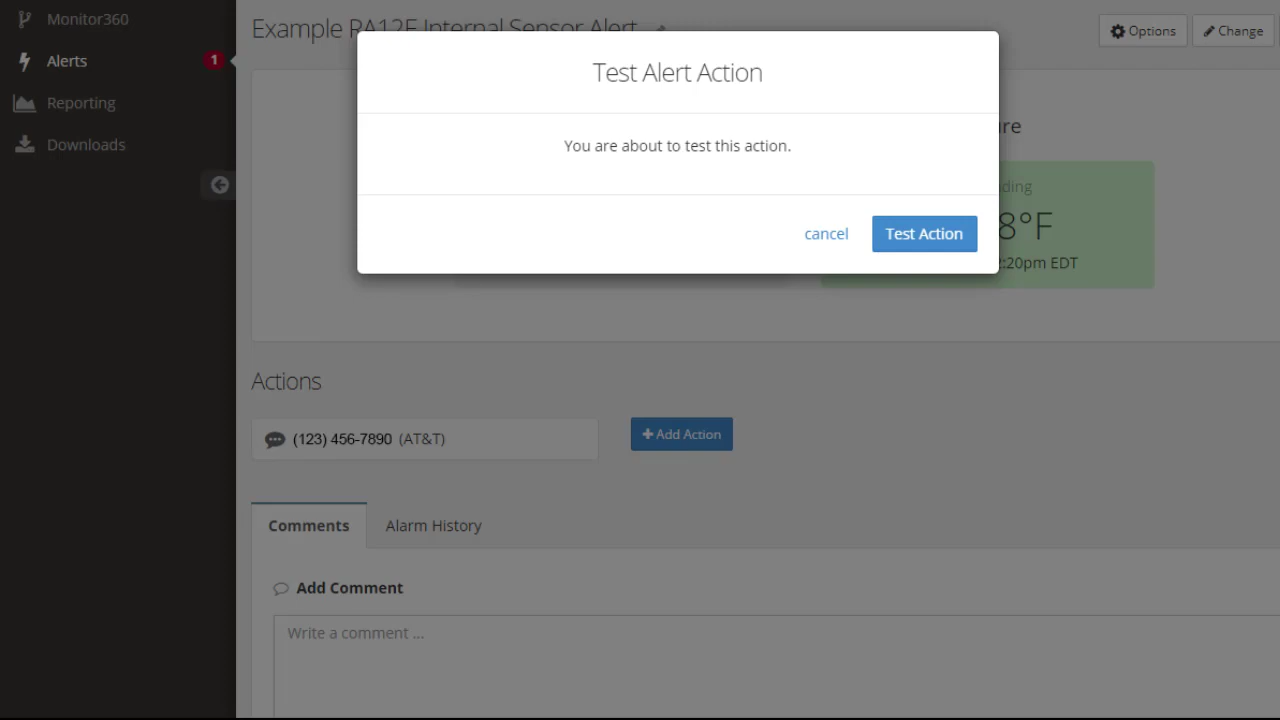 Monitor360
Alerts
1
Reporting
Downloads
Example RA12E Internal Sensor Alert
Options
Change
Test Alert Action
You are about to test this action.
cancel
Test Action
8°F
:20pm EDT
Actions
(123) 456-7890 (AT&T)
Add Action
Comments
Alarm History
Add Comment
Write a comment ...